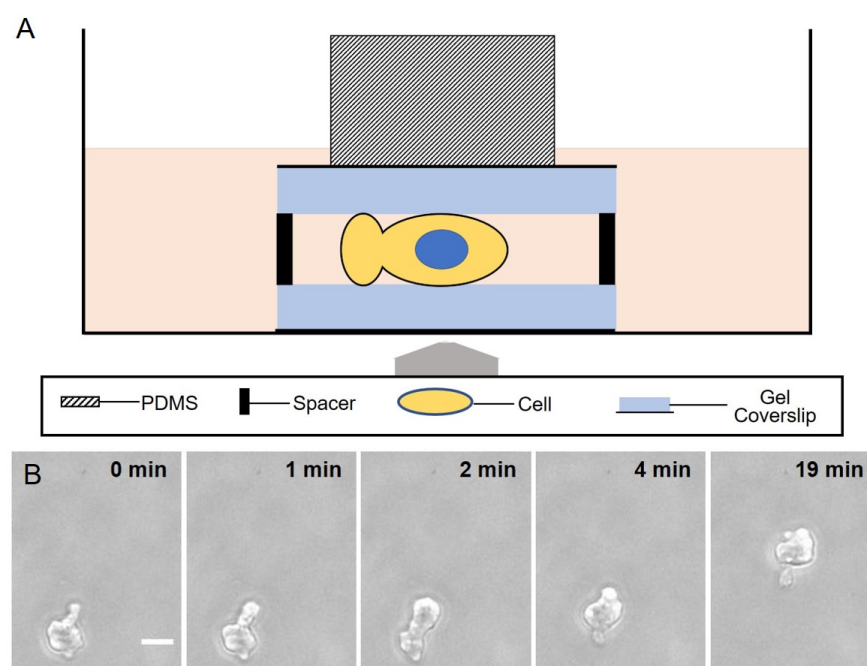 A
PDMS
Spacer
Cell
Gel
Coverslip
B
0 min
1 min
2 min
4 min
19 min